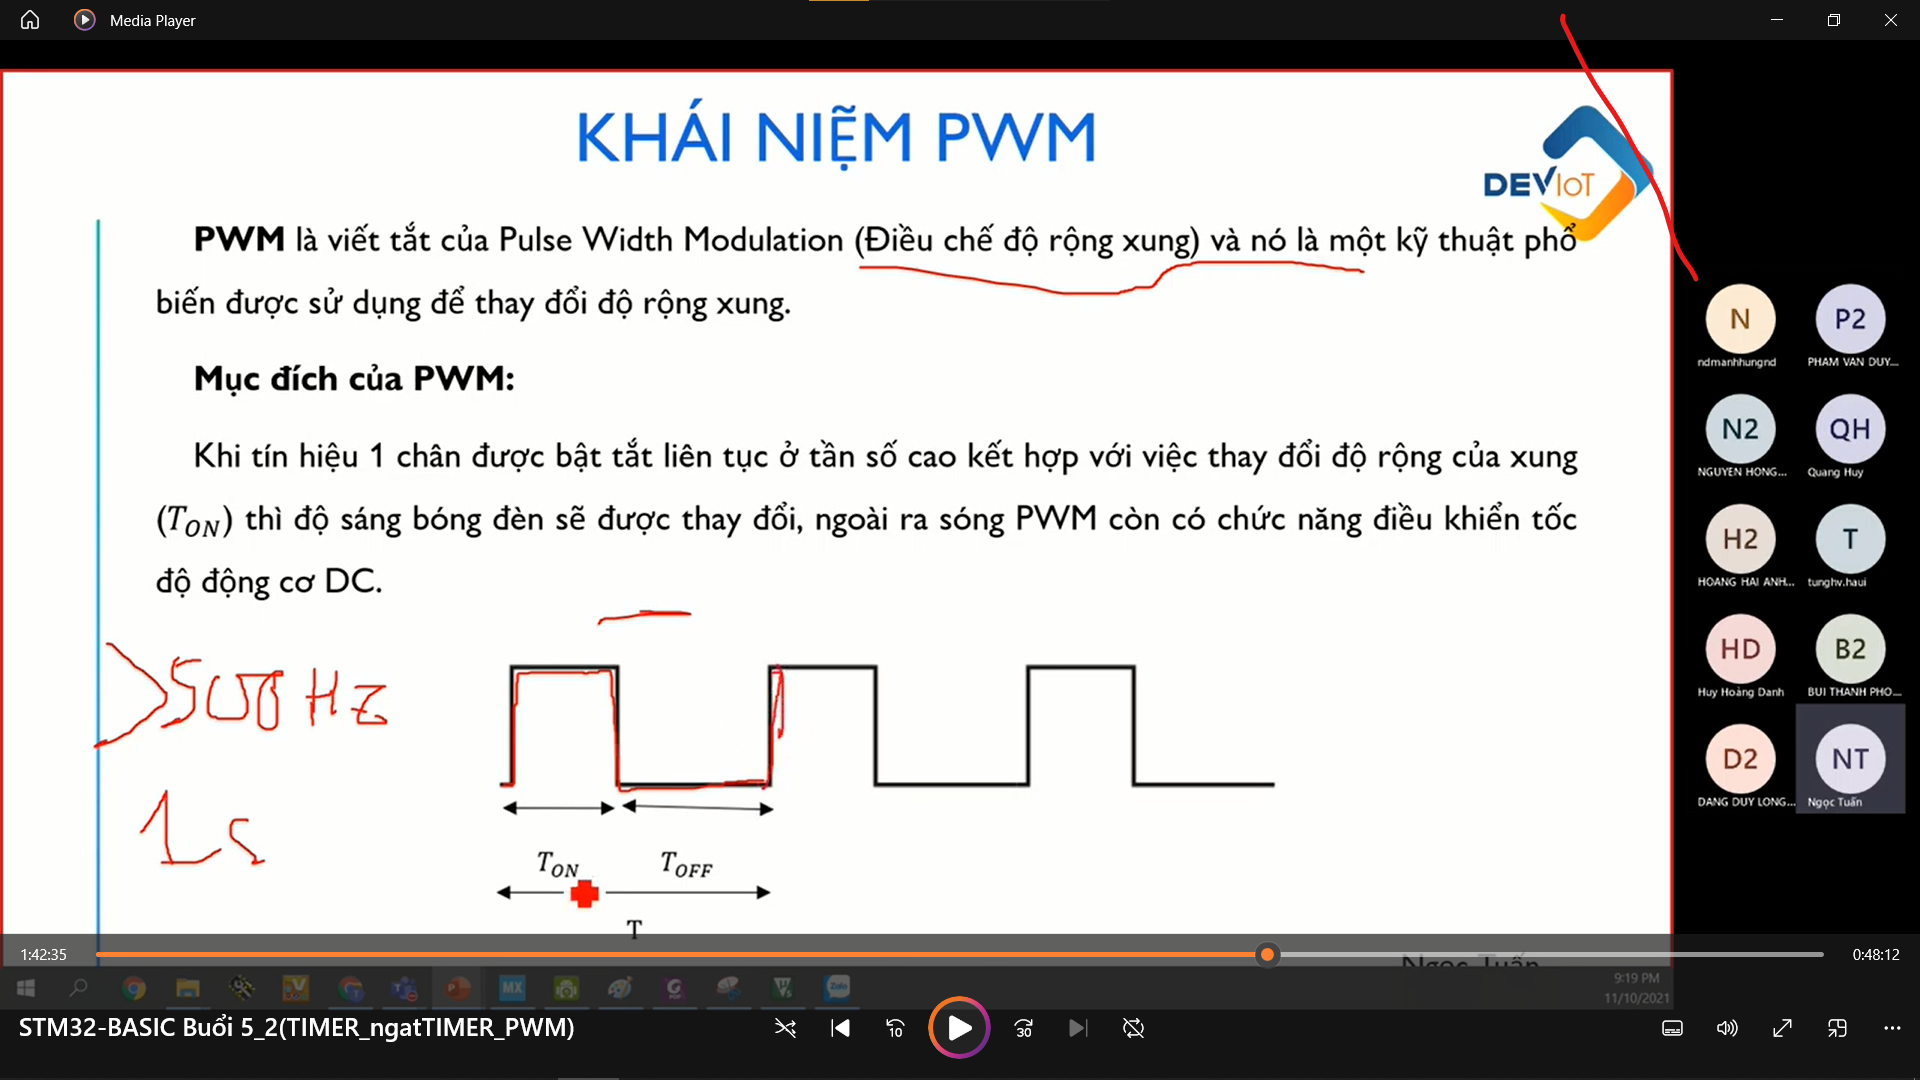 Media Player
KHÁI NIỆM PWM
DEVIoT
PWM là viết tắt của Pulse Width Modulation (Điều chế độ rộng xung) và nó là một kỹ thuật phổ
biến được sử dụng để thay đổi độ rộng xung.
Mục đích của PWM:
Khi tín hiệu 1 chân được bật tắt liên tục ở tần số cao kết hợp với việc thay đổi độ rộng của xung
(T_ON) thì độ sáng bóng đèn sẽ được thay đổi, ngoài ra sóng PWM còn có chức năng điều khiển tốc
độ động cơ DC.
>500 Hz
1s
T_ON T_OFF
T
N P2
ndmanhhungnd PHAM VAN DUY...
N2 QH
NGUYEN HONG... Quang Huy
H2 T
HOANG HAI ANH... tunghv.haui
HD B2
Huy Hoàng Danh BUI THANH PHO...
D2 NT
DANG DUY LONG... Ngọc Tuấn
1:42:35 0:48:12
Ngọc Tuấn
MX Zalo
9:19 PM
11/10/2021
STM32-BASIC Buổi 5_2(TIMER_ngatTIMER_PWM)
10 30